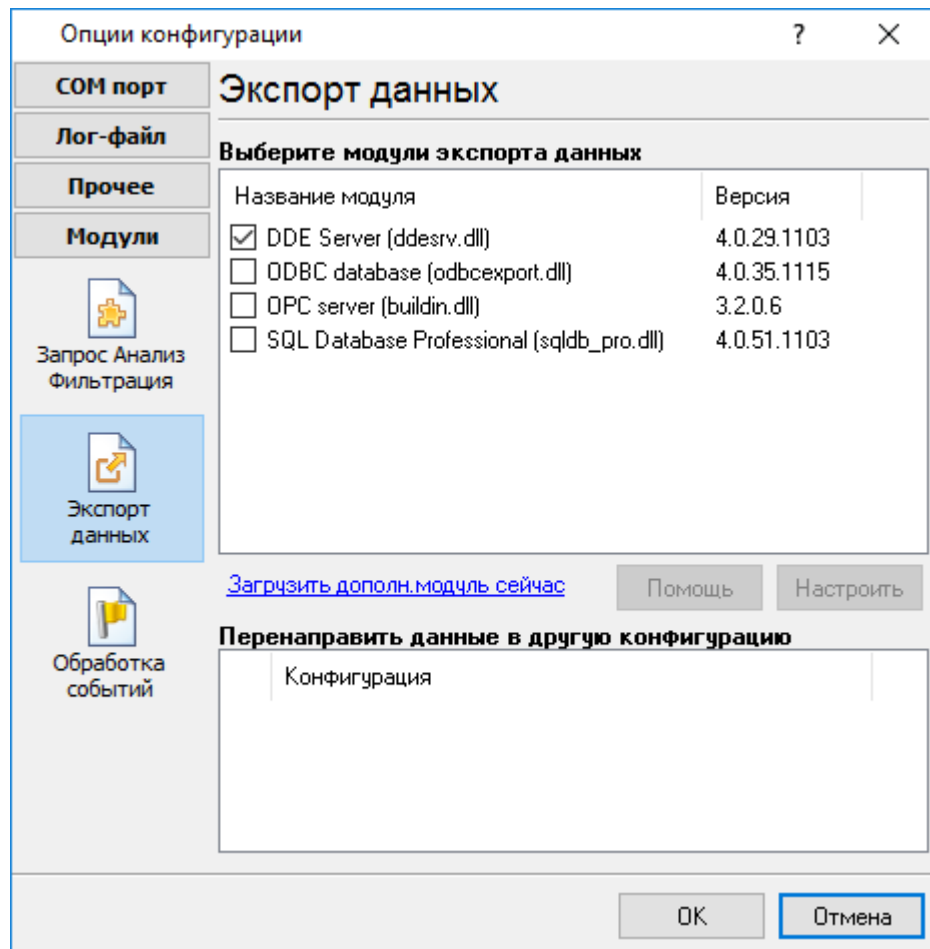 Опции конфигурации
?
COM порт
Лог-файл
Прочее
Модули
Запрос Анализ
Фильтрация
Экспорт
данных
Обработка
событий
Экспорт данных
Выберите модули экспорта данных
Название модуля Версия
DDE Server (ddesrv.dll) 4.0.29.1103
ODBC database (odbcexport.dll) 4.0.35.1115
OPC server (buildin.dll) 3.2.0.6
SQL Database Professional (sqldb_pro.dll) 4.0.51.1103
Загрузить дополн.модуль сейчас Помощь Настроить
Перенаправить данные в другую конфигурацию
Конфигурация
OK Отмена